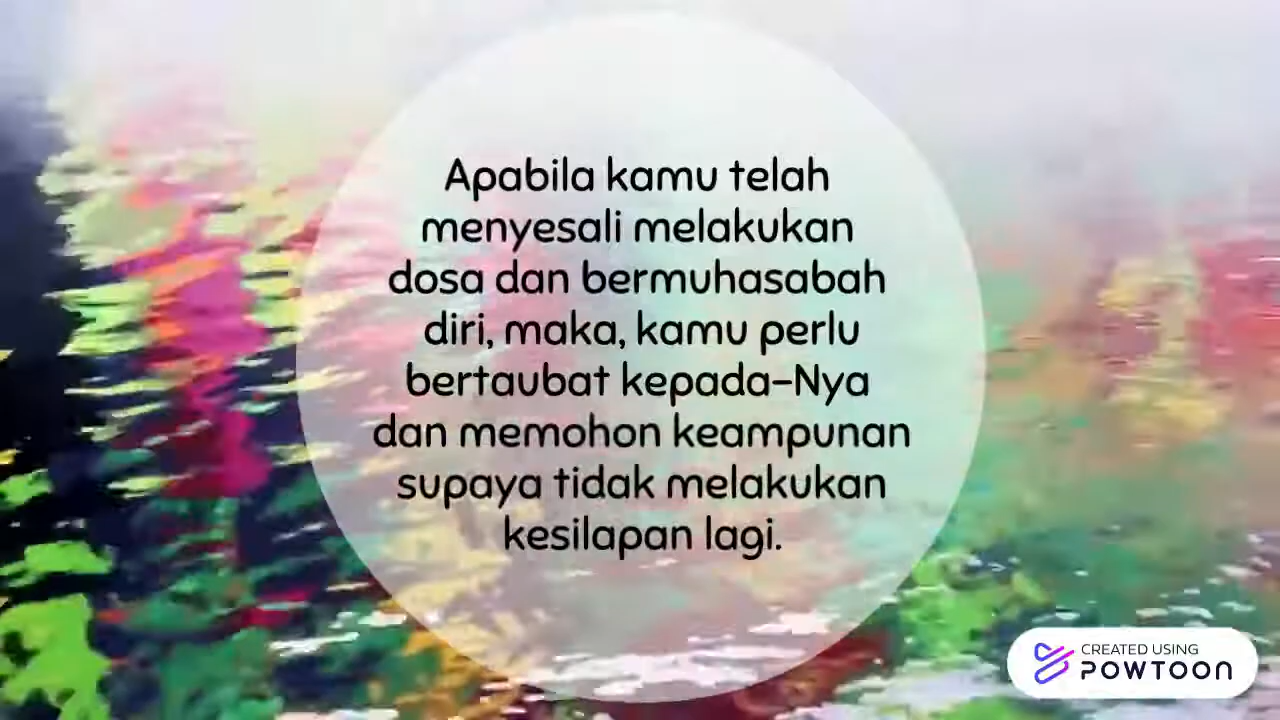 Apabila kamu telah
menyesali melakukan
dosa dan bermuhasabah
diri, maka, kamu perlu
bertaubat kepada-Nya
dan memohon keampunan
supaya tidak melakukan
kesilapan lagi.
CREATED USING
POWTOON